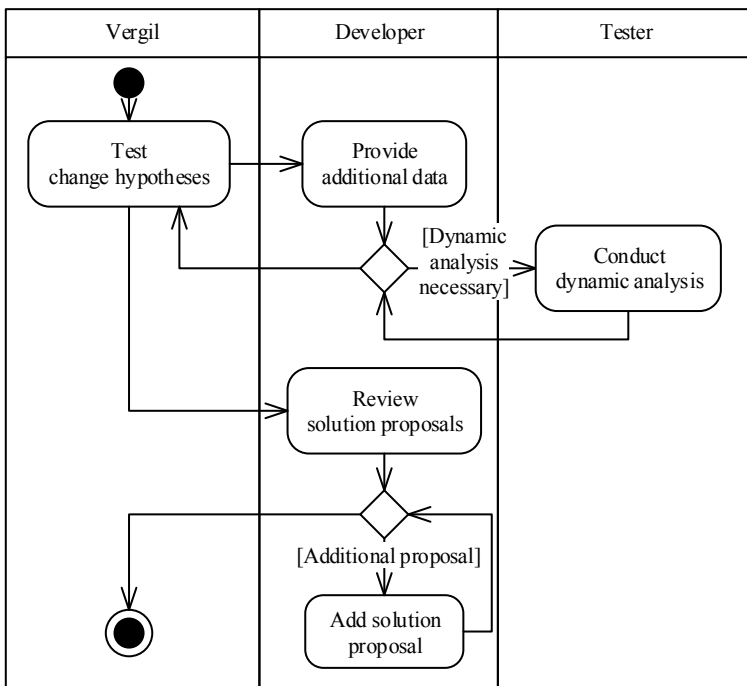 Vergil
Developer
Tester
Test
change hypotheses
Provide
additional data
[Dynamic
analysis
necessary]
Conduct
dynamic analysis
Review
solution proposals
[Additional proposal]
Add solution
proposal